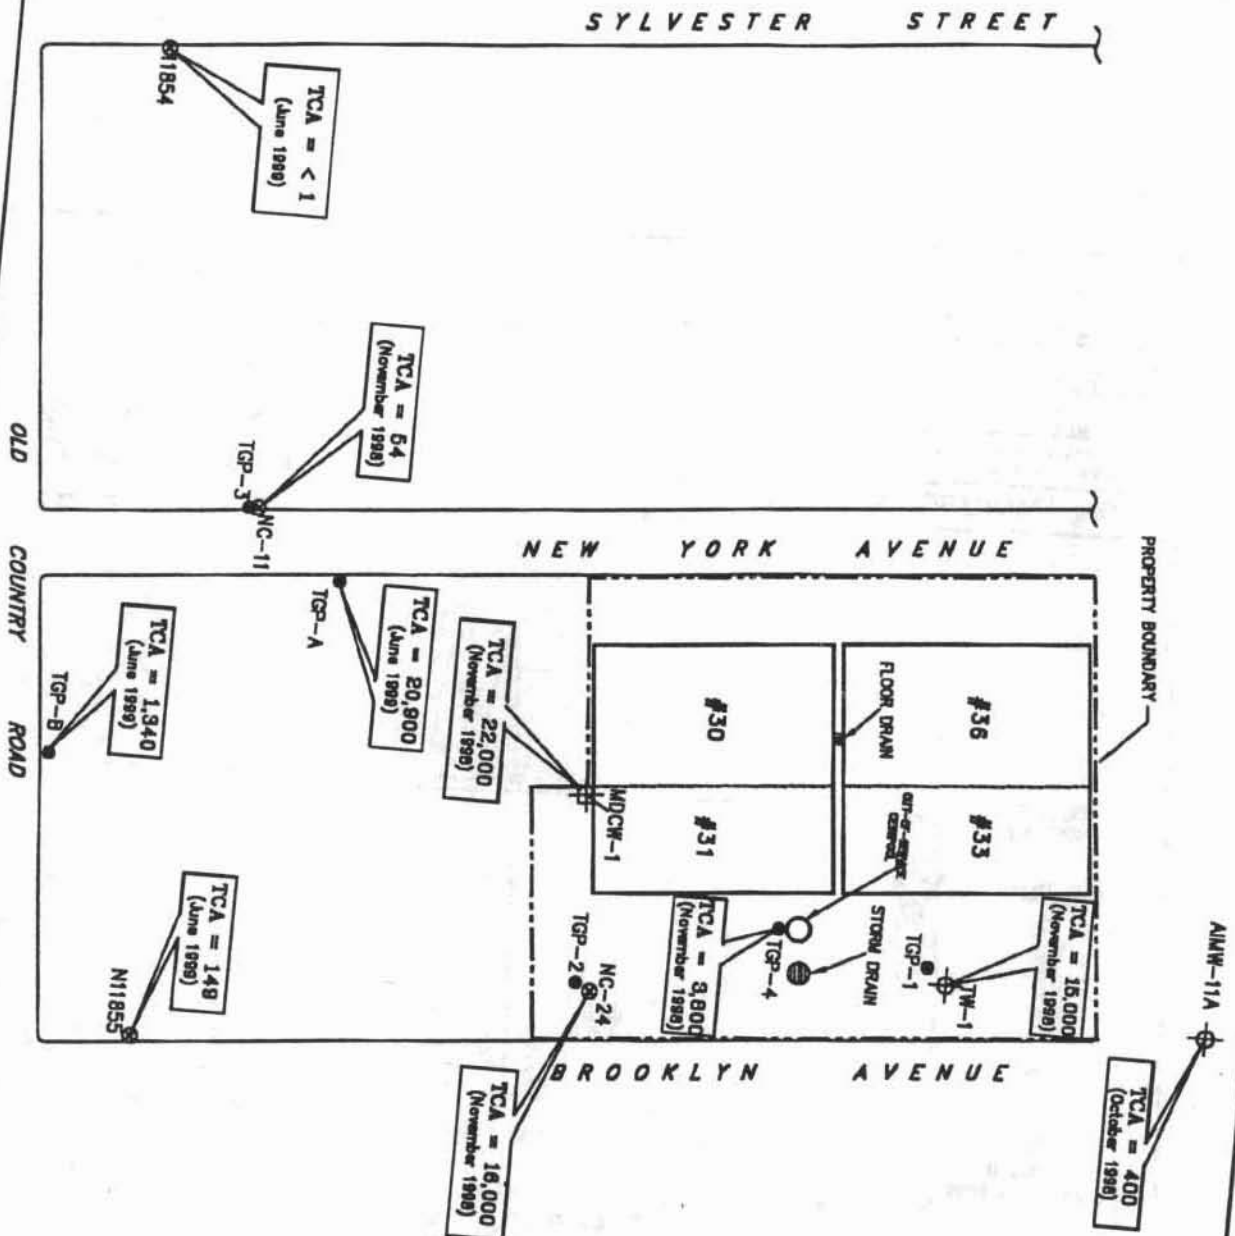 SYLVESTER STREET
N11854
TCA = < 1
(June 1999)
TCA = 54
(November 1998)
TGP-3
NC-11
OLD COUNTRY ROAD
NEW YORK AVENUE
PROPERTY BOUNDARY
TGP-A
TCA = 20,900
(June 1999)
TCA = 22,000
(November 1998)
MDCW-1
TCA = 1,340
(June 1999)
TGP-B
#30
#36
FLOOR DRAIN
#31
#33
STORM DRAIN
TCA = 15,000
(November 1998)
TW-1
TGP-1
TGP-4
TCA = 3,800
(November 1998)
TGP-2
NC-24
TCA = 149
(June 1999)
N11855
BROOKLYN AVENUE
TCA = 16,000
(November 1998)
AIMW-11A
TCA = 400
(October 1998)